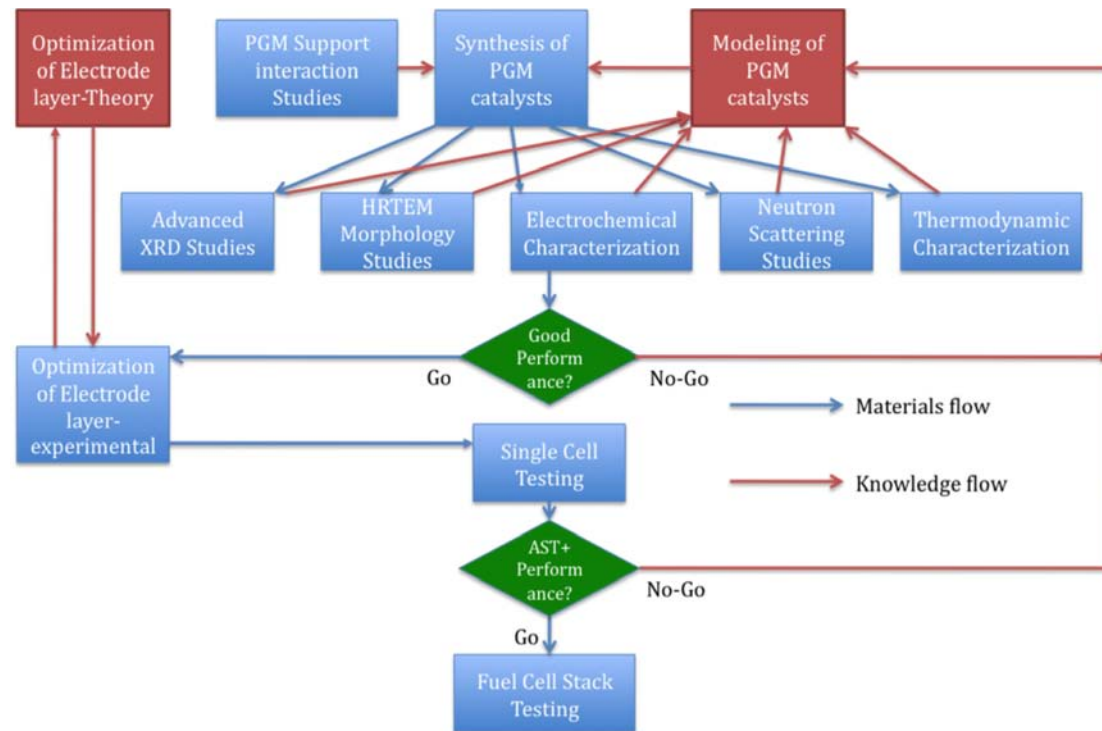 Optimization
of Electrode
layer-Theory
PGM Support
interaction
Studies
Synthesis of
PGM
catalysts
Modeling of
PGM
catalysts
Advanced
XRD Studies
HRTEM
Morphology
Studies
Electrochemical
Characterization
Neutron
Scattering
Studies
Thermodynamic
Characterization
Good
Perform
ance?
Go
No-Go
Optimization
of Electrode
layer-
experimental
Materials flow
Single Cell
Testing
Knowledge flow
AST+
Perform
ance?
No-Go
Go
Fuel Cell Stack
Testing